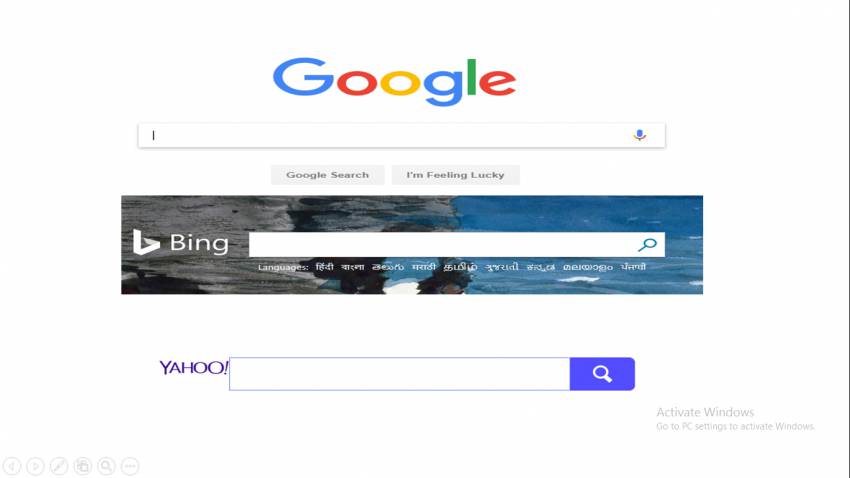 Google
Google Search I'm Feeling Lucky
Bing
Languages: हिंदी বাংলা తెలుగు मराठी தமிழ் ગુજરાતી ಕನ್ನಡ മലയാളം ਪੰਜਾਬੀ
YAHOO!
Activate Windows
Go to PC settings to activate Windows.